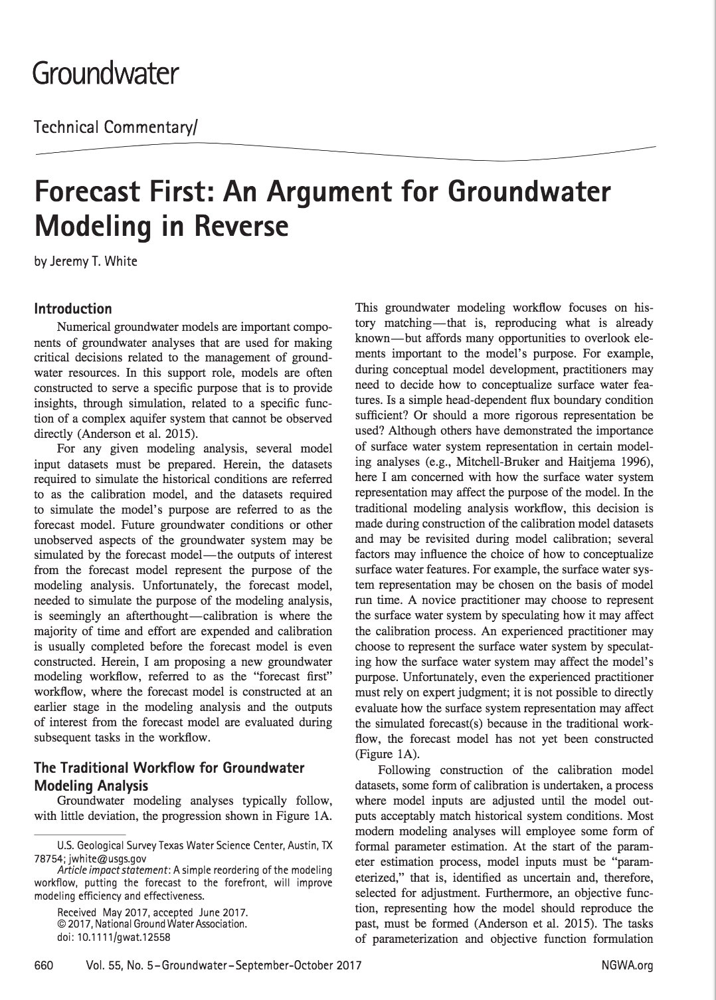 Groundwater
Technical Commentary/
Forecast First: An Argument for Groundwater
Modeling in Reverse
by Jeremy T. White
Introduction
Numerical groundwater models are important compo-
nents of groundwater analyses that are used for making
critical decisions related to the management of ground-
water resources. In this support role, models are often
constructed to serve a specific purpose that is to provide
insights, through simulation, related to a specific func-
tion of a complex aquifer system that cannot be observed
directly (Anderson et al. 2015).
For any given modeling analysis, several model
input datasets must be prepared. Herein, the datasets
required to simulate the historical conditions are referred
to as the calibration model, and the datasets required
to simulate the model's purpose are referred to as the
forecast model. Future groundwater conditions or other
unobserved aspects of the groundwater system may be
simulated by the forecast model—the outputs of interest
from the forecast model represent the purpose of the
modeling analysis. Unfortunately, the forecast model,
needed to simulate the purpose of the modeling analysis,
is seemingly an afterthought—calibration is where the
majority of time and effort are expended and calibration
is usually completed before the forecast model is even
constructed. Herein, I am proposing a new groundwater
modeling workflow, referred to as the “forecast first”
workflow, where the forecast model is constructed at an
earlier stage in the modeling analysis and the outputs
of interest from the forecast model are evaluated during
subsequent tasks in the workflow.
The Traditional Workflow for Groundwater
Modeling Analysis
Groundwater modeling analyses typically follow,
with little deviation, the progression shown in Figure 1A.
U.S. Geological Survey Texas Water Science Center, Austin, TX
78754; jwhite@usgs.gov
Article impact statement: A simple reordering of the modeling
workflow, putting the forecast to the forefront, will improve
modeling efficiency and effectiveness.
Received May 2017, accepted June 2017.
© 2017, National Ground Water Association.
doi: 10.1111/gwat.12558
This groundwater modeling workflow focuses on his-
tory matching—that is, reproducing what is already
known—but affords many opportunities to overlook ele-
ments important to the model's purpose. For example,
during conceptual model development, practitioners may
need to decide how to conceptualize surface water fea-
tures. Is a simple head-dependent flux boundary condition
sufficient? Or should a more rigorous representation be
used? Although others have demonstrated the importance
of surface water system representation in certain model-
ing analyses (e.g., Mitchell-Bruker and Haitjema 1996),
here I am concerned with how the surface water system
representation may affect the purpose of the model. In the
traditional modeling analysis workflow, this decision is
made during construction of the calibration model datasets
and may be revisited during model calibration; several
factors may influence the choice of how to conceptualize
surface water features. For example, the surface water sys-
tem representation may be chosen on the basis of model
run time. A novice practitioner may choose to represent
the surface water system by speculating how it may affect
the calibration process. An experienced practitioner may
choose to represent the surface water system by speculat-
ing how the surface water system may affect the model's
purpose. Unfortunately, even the experienced practitioner
must rely on expert judgment; it is not possible to directly
evaluate how the surface system representation may affect
the simulated forecast(s) because in the traditional work-
flow, the forecast model has not yet been constructed
(Figure 1A).
Following construction of the calibration model
datasets, some form of calibration is undertaken, a process
where model inputs are adjusted until the model out-
puts acceptably match historical system conditions. Most
modern modeling analyses will employee some form of
formal parameter estimation. At the start of the param-
eter estimation process, model inputs must be “param-
eterized,” that is, identified as uncertain and, therefore,
selected for adjustment. Furthermore, an objective func-
tion, representing how the model should reproduce the
past, must be formed (Anderson et al. 2015). The tasks
of parameterization and objective function formulation
660 Vol. 55, No. 5–Groundwater–September-October 2017 NGWA.org